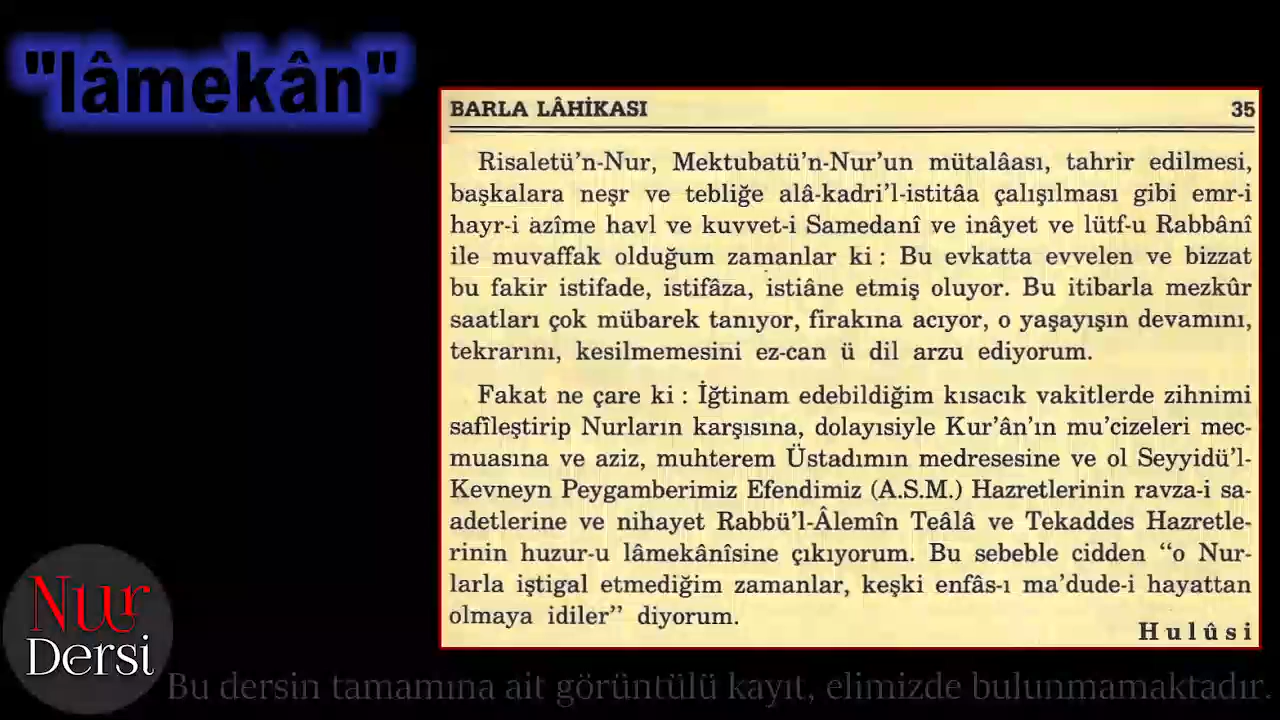 "lâmekân"
BARLA LÂHİKASI 35
Risaletü’n-Nur, Mektubatü’n-Nur’un mütalâası, tahrir edilmesi,
başkalara neşr ve tebliğe alâ-kadri’l-istitâa çalışılması gibi emr-i
hayr-i azîme havl ve kuvvet-i Samedanî ve inâyet ve lütf-u Rabbânî
ile muvaffak olduğum zamanlar ki : Bu evkatta evvelen ve bizzat
bu fakir istifade, istifâza, istiâne etmiş oluyor. Bu itibarla mezkûr
saatları çok mübarek tanıyor, firakına acıyor, o yaşayışın devamını,
tekrarını, kesilmemesini ez-can ü dil arzu ediyorum.
Fakat ne çare ki : İğtinam edebildiğim kısacık vakitlerde zihnimi
safîleştirip Nurların karşısına, dolayısiyle Kur’ân’ın mu’cizeleri mec-
muasına ve aziz, muhterem Üstadımın medresesine ve ol Seyyidü’l-
Kevneyn Peygamberimiz Efendimiz (A.S.M.) Hazretlerinin ravza-i sa-
adetlerine ve nihayet Rabbü’l-Âlemîn Teâlâ ve Tekaddes Hazretle-
rinin huzur-u lâmekânîsine çıkıyorum. Bu sebeble cidden “o Nur-
larla iştigal etmediğim zamanlar, keşki enfâs-ı ma’dude-i hayattan
olmaya idiler” diyorum.
Hulûsi
Nur
Dersi
Bu dersin tamamına ait görüntülü kayıt, elimizde bulunmamaktadır.